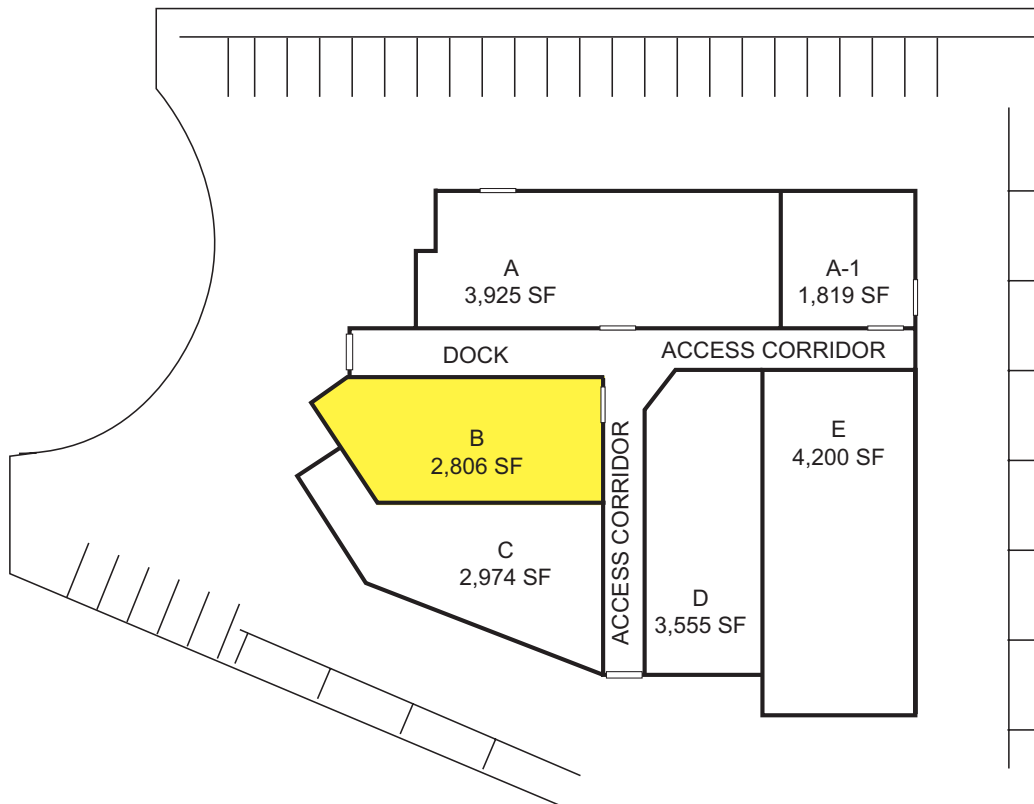 A
3,925 SF
A-1
1,819 SF
DOCK
ACCESS CORRIDOR
B
2,806 SF
E
4,200 SF
ACCESS CORRIDOR
C
2,974 SF
D
3,555 SF